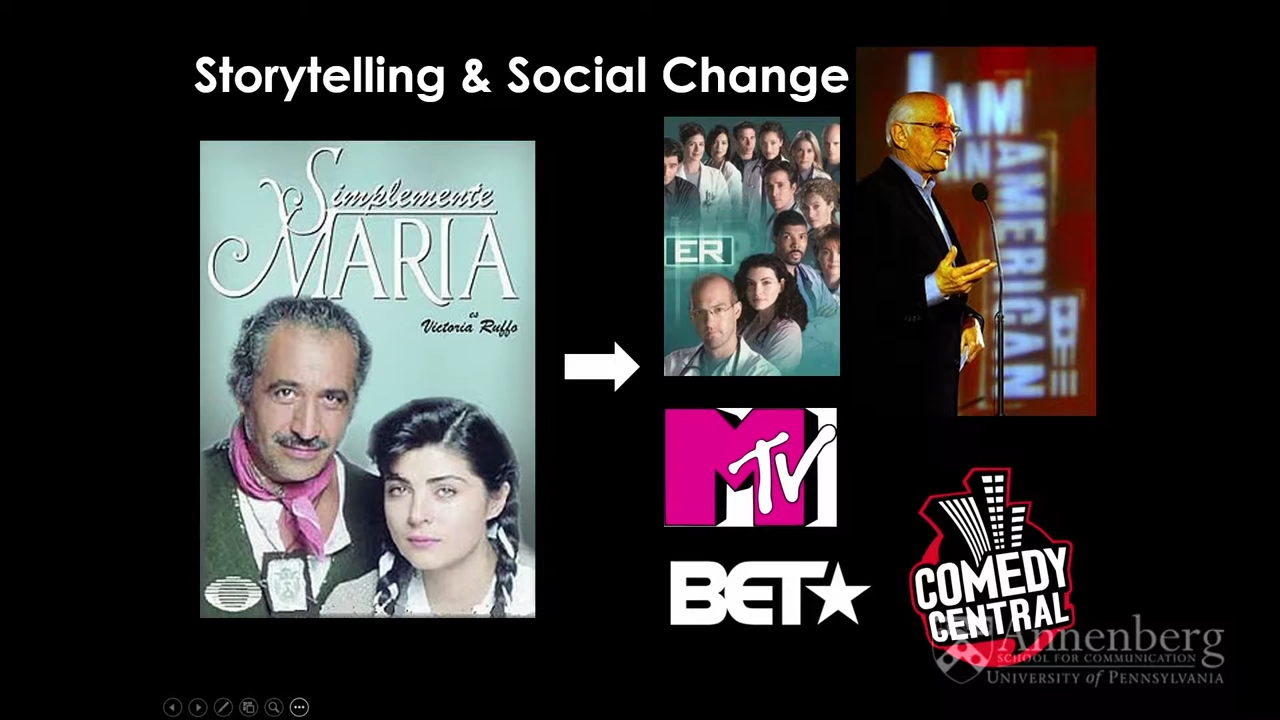 Storytelling & Social Change
Simplemente
MARIA
es
Victoria Ruffo
ER
I AM
AN
AMERICAN
MTV
BET
COMEDY
CENTRAL
Annenberg
SCHOOL FOR COMMUNICATION
UNIVERSITY of PENNSYLVANIA